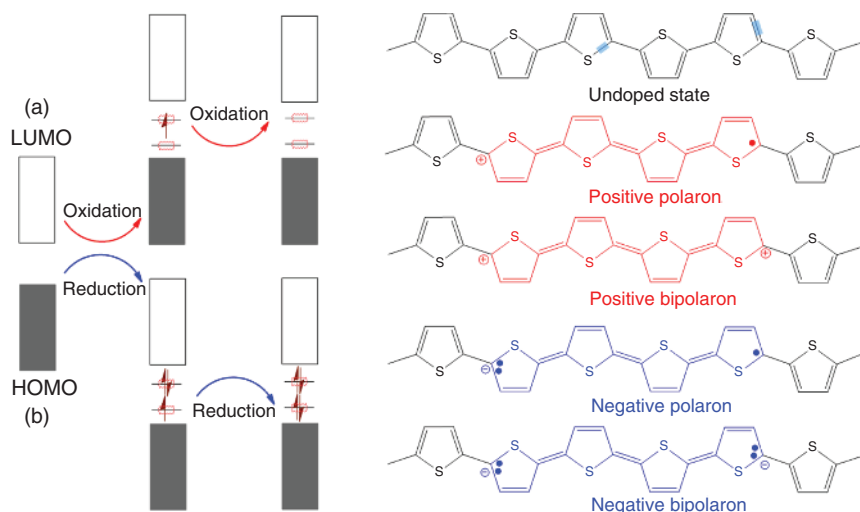 (a)
LUMO
Oxidation
Oxidation
Reduction
HOMO
(b)
Reduction
S S S S S S
Undoped state
S S S S S S
⊕ •
Positive polaron
S S S S S S
⊕ ⊕
Positive bipolaron
S S S S S S
⊖
Negative polaron
S S S S S S
⊖ ⊖
Negative bipolaron